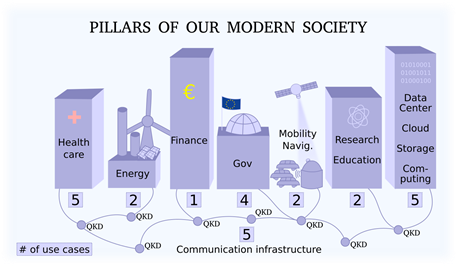 PILLARS OF OUR MODERN SOCIETY
01010001
01001011
01000100
€
Health
care
Energy
Finance
Gov
Mobility
Navig.
Research
Education
Data
Center
Cloud
Storage
Com-
puting
5
2
1
4
2
2
5
QKD
QKD
QKD
QKD
QKD
QKD
QKD
5
# of use cases
Communication infrastructure